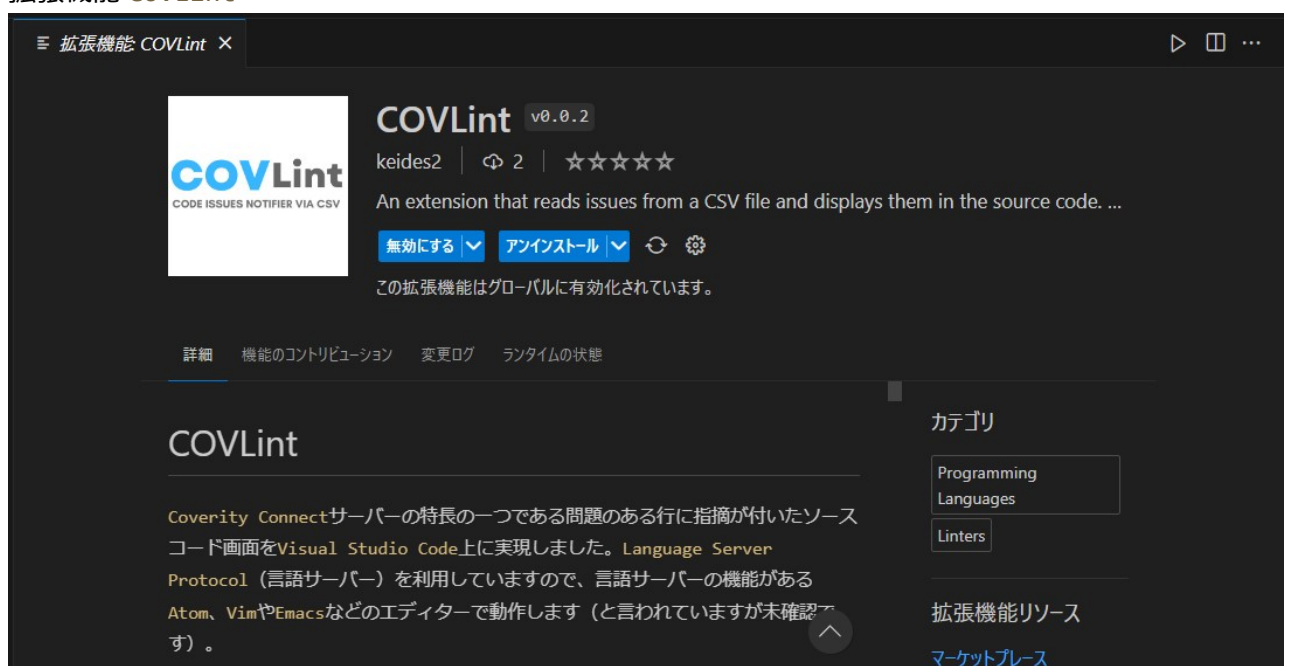 拡張機能 COVLint
拡張機能: COVLint
COVLint v0.0.2
COVLint
CODE ISSUES NOTIFIER VIA CSV
keides2 2
An extension that reads issues from a CSV file and displays them in the source code. ...
無効にする アンインストール
この拡張機能はグローバルに有効化されています。
詳細 機能のコントリビューション 変更ログ ランタイムの状態
COVLint
Coverity Connectサーバーの特長の一つである問題のある行に指摘が付いたソース
コード画面をVisual Studio Code上に実現しました。Language Server
Protocol（言語サーバー）を利用していますので、言語サーバーの機能がある
Atom、VimやEmacsなどのエディターで動作します（と言われていますが未確認で
す）。
カテゴリ
Programming
Languages
Linters
拡張機能リソース
マーケットプレース